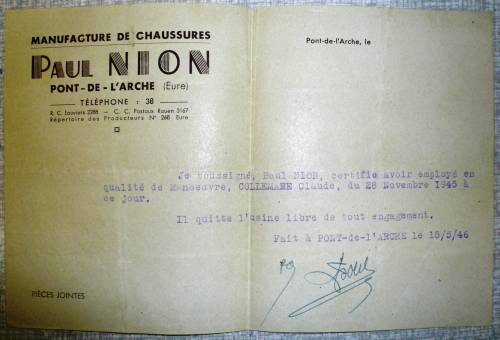 MANUFACTURE DE CHAUSSURES
PAUL NION
PONT-DE-L'ARCHE (Eure)
TÉLÉPHONE : 38
R. C. Louviers 2288 — C. C. Postaux Rouen 3167
Répertoire des Producteurs N° 268 Eure
Pont-de-l'Arche, le
Je soussigné, Paul NION, certifie avoir employé en
qualité de Manoeuvre, COLLEMARE Claude, du 28 Novembre 1945 à
ce jour.
Il quitte l'usine libre de tout engagement.
Fait à PONT-de-l'ARCHE le 18/5/46
PIÈCES JOINTES